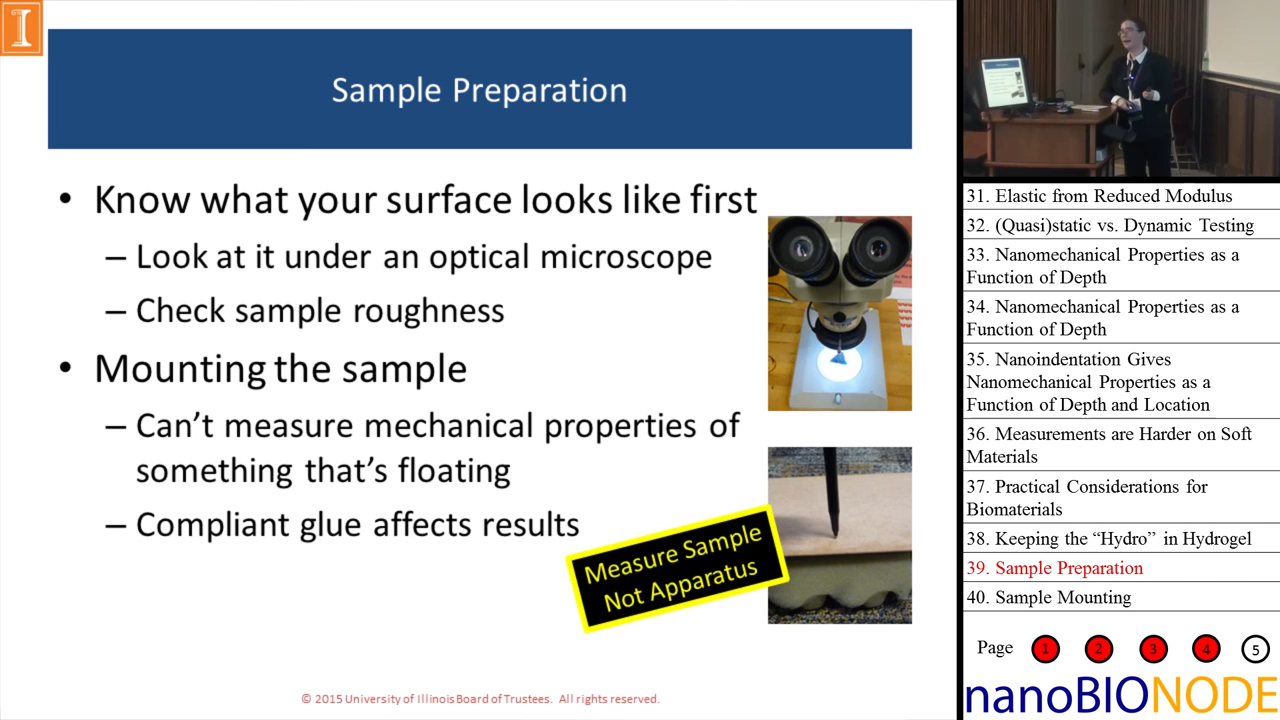 I
Sample Preparation
• Know what your surface looks like first
– Look at it under an optical microscope
– Check sample roughness
• Mounting the sample
– Can't measure mechanical properties of
something that's floating
– Compliant glue affects results
Measure Sample
Not Apparatus
© 2015 University of IllinoisBoard of Trustees. All rights reserved.
31. Elastic from Reduced Modulus
32. (Quasi)static vs. Dynamic Testing
33. Nanomechanical Properties as a
Function of Depth
34. Nanomechanical Properties as a
Function of Depth
35. Nanoindentation Gives
Nanomechanical Properties as a
Function of Depth and Location
36. Measurements are Harder on Soft
Materials
37. Practical Considerations for
Biomaterials
38. Keeping the “Hydro” in Hydrogel
39. Sample Preparation
40. Sample Mounting
Page 1 2 3 4 5
nanoBIONODE